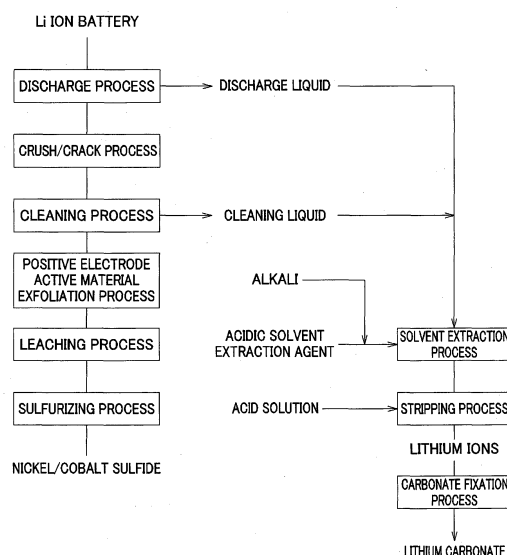 Li ION BATTERY
DISCHARGE PROCESS
DISCHARGE LIQUID
CRUSH/CRACK PROCESS
CLEANING PROCESS
CLEANING LIQUID
POSITIVE ELECTRODE
ACTIVE MATERIAL
EXFOLIATION PROCESS
ALKALI
LEACHING PROCESS
ACIDIC SOLVENT
EXTRACTION AGENT
SOLVENT EXTRACTION
PROCESS
SULFURIZING PROCESS
ACID SOLUTION
STRIPPING PROCESS
LITHIUM IONS
NICKEL/COBALT SULFIDE
CARBONATE FIXATION
PROCESS
LITHIUM CARBONATE